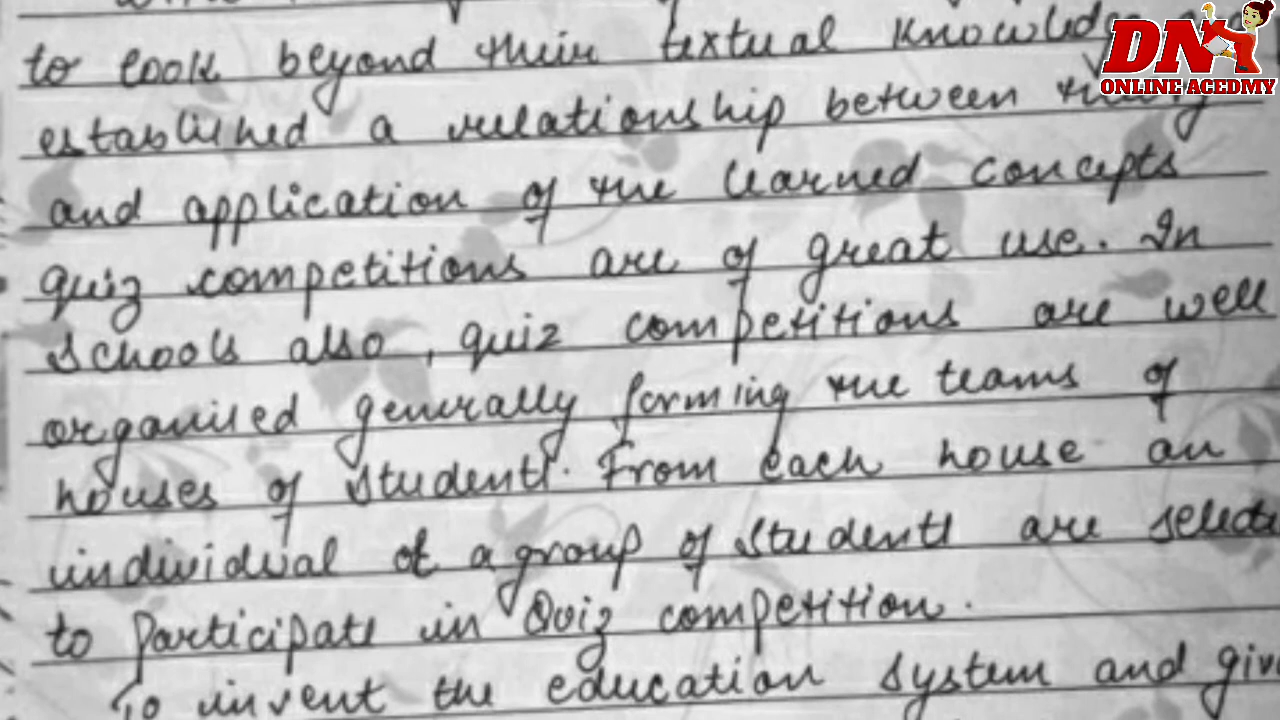 DN
ONLINE ACEDMY
to look beyond their textual knowledge
established a relationship between
and application of the learned concepts
quiz competitions are of great use. In
schools also, quiz competitions are well
organised generally forming the teams of
houses of students. From each house an
individual of a group of students are
to participate in Quiz competition.
To invent the education system and